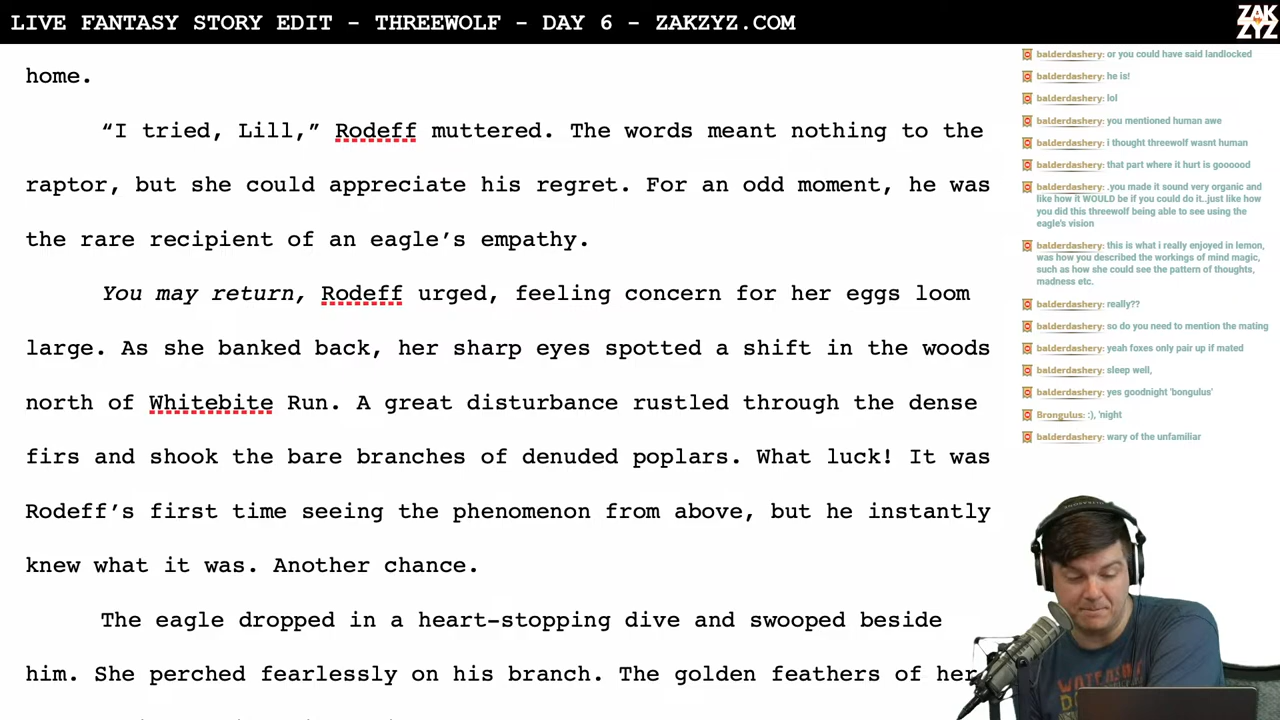 LIVE FANTASY STORY EDIT - THREEWOLF - DAY 6 - ZAKZYZ.COM
ZAK
ZYZ
home.
“I tried, Lill,” Rodeff muttered. The words meant nothing to the
raptor, but she could appreciate his regret. For an odd moment, he was
the rare recipient of an eagle’s empathy.
You may return, Rodeff urged, feeling concern for her eggs loom
large. As she banked back, her sharp eyes spotted a shift in the woods
north of Whitebite Run. A great disturbance rustled through the dense
firs and shook the bare branches of denuded poplars. What luck! It was
Rodeff’s first time seeing the phenomenon from above, but he instantly
knew what it was. Another chance.
The eagle dropped in a heart-stopping dive and swooped beside
him. She perched fearlessly on his branch. The golden feathers of her
balderdashery: or you could have said landlocked
balderdashery: he is!
balderdashery: lol
balderdashery: you mentioned human awe
balderdashery: i thought threewolf wasnt human
balderdashery: that part where it hurt is goooood
balderdashery: .you made it sound very organic and
like how it WOULD be if you could do it..just like how
you did this threewolf being able to see using the
eagle's vision
balderdashery: this is what i really enjoyed in lemon,
was how you described the workings of mind magic,
such as how she could see the pattern of thoughts,
madness etc.
balderdashery: really??
balderdashery: so do you need to mention the mating
balderdashery: yeah foxes only pair up if mated
balderdashery: sleep well,
balderdashery: yes goodnight 'bongulus'
Brongulus: :), 'night
balderdashery: wary of the unfamiliar